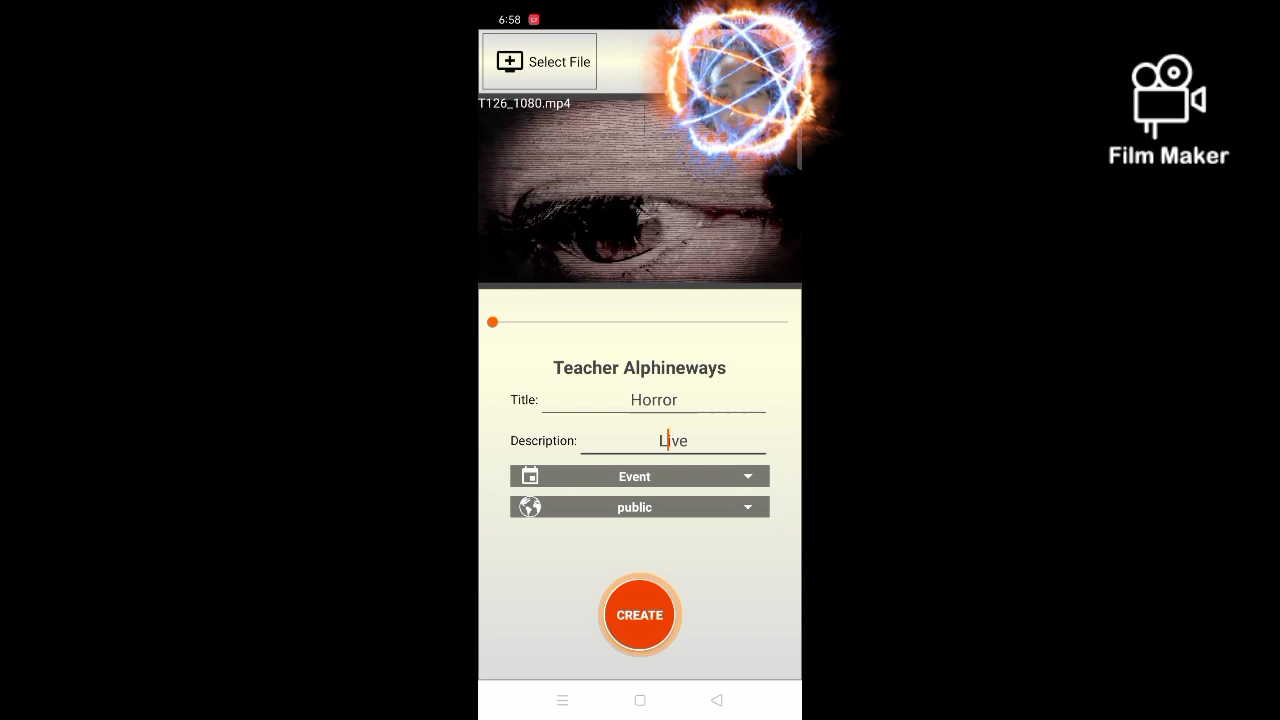 6:58
Select File
T126_1080.mp4
Film Maker
Teacher Alphineways
Title: Horror
Description: Live
Event
public
CREATE